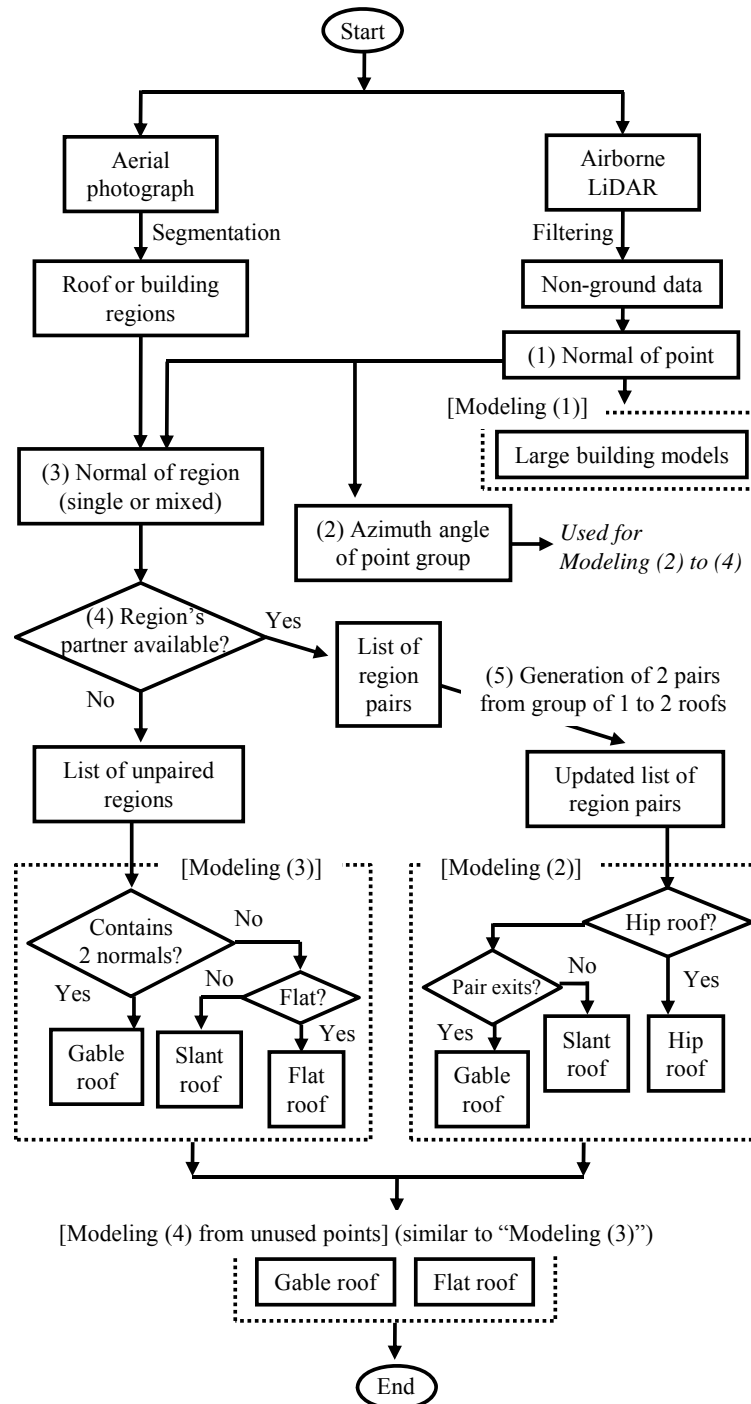 Start
Aerial
photograph
Airborne
LiDAR
Segmentation
Filtering
Roof or building
regions
Non-ground data
(1) Normal of point
[Modeling (1)]
Large building models
(3) Normal of region
(single or mixed)
(2) Azimuth angle
of point group
Used for
Modeling (2) to (4)
(4) Region’s
partner available?
Yes
No
List of
region
pairs
(5) Generation of 2 pairs
from group of 1 to 2 roofs
List of unpaired
regions
Updated list of
region pairs
[Modeling (3)]
Contains
2 normals?
No
Yes
Flat?
No
Yes
Gable
roof
Slant
roof
Flat
roof
[Modeling (2)]
Hip roof?
Pair exits?
No
Yes
Yes
Gable
roof
Slant
roof
Hip
roof
[Modeling (4) from unused points] (similar to “Modeling (3)”)
Gable roof
Flat roof
End